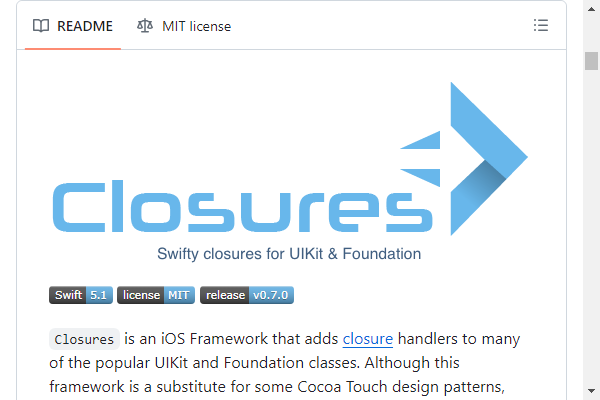 README MIT license
Closures
Swifty closures for UIKit & Foundation
Swift 5.1 license MIT release v0.7.0
Closures is an iOS Framework that adds closure handlers to many
of the popular UIKit and Foundation classes. Although this
framework is a substitute for some Cocoa Touch design patterns,